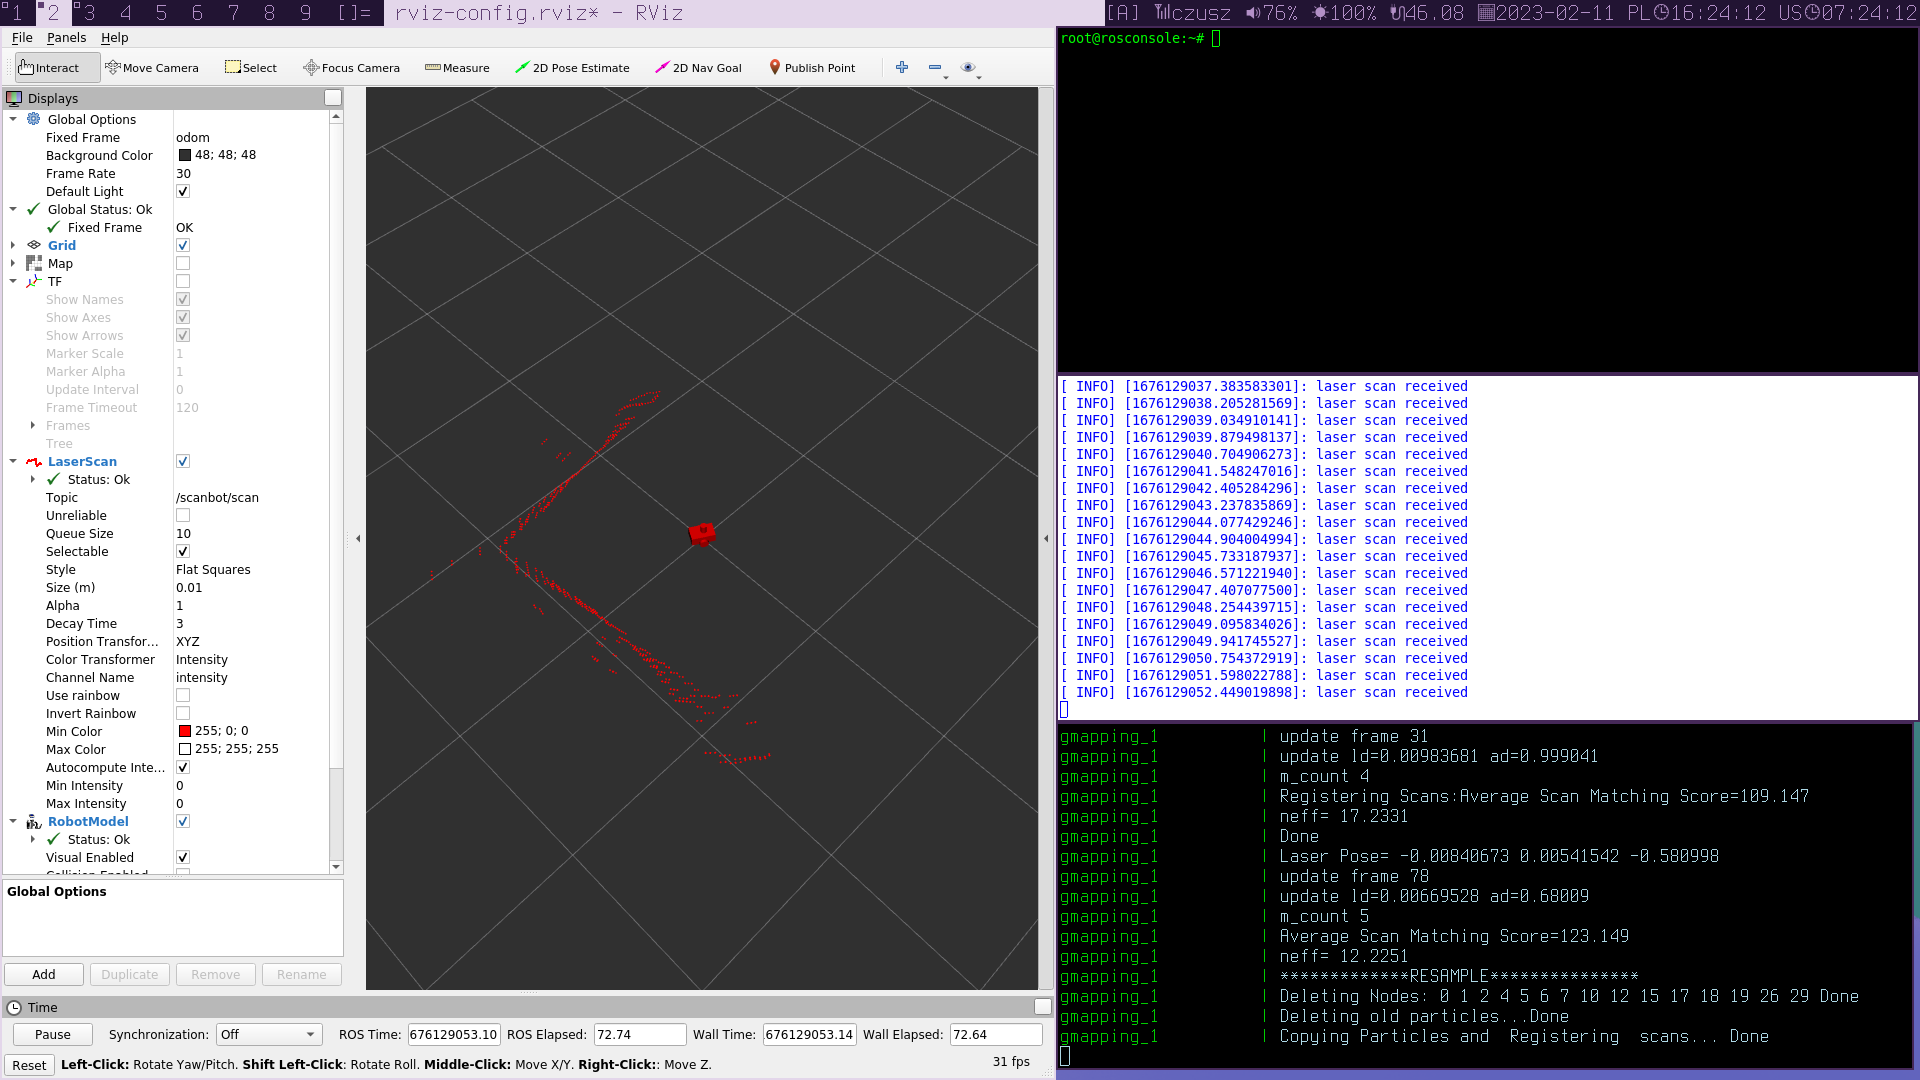 1 2 3 4 5 6 7 8 9 []= rviz-config.rviz* - RViz [A] czusz 76% 100% 46.08 2023-02-11 PL 16:24:12 US 07:24:12
File Panels Help
Interact Move Camera Select Focus Camera Measure 2D Pose Estimate 2D Nav Goal Publish Point
Displays
Global Options
Fixed Frame odom
Background Color 48; 48; 48
Frame Rate 30
Default Light
Global Status: Ok
Fixed Frame OK
Grid
Map
TF
Show Names
Show Axes
Show Arrows
Marker Scale 1
Marker Alpha 1
Update Interval 0
Frame Timeout 120
Frames
Tree
LaserScan
Status: Ok
Topic /scanbot/scan
Unreliable
Queue Size 10
Selectable
Style Flat Squares
Size (m) 0.01
Alpha 1
Decay Time 3
Position Transfor... XYZ
Color Transformer Intensity
Channel Name intensity
Use rainbow
Invert Rainbow
Min Color 255; 0; 0
Max Color 255; 255; 255
Autocompute Inte...
Min Intensity 0
Max Intensity 0
RobotModel
Status: Ok
Visual Enabled
Global Options
Add Duplicate Remove Rename
Time
Pause Synchronization: Off ROS Time: 676129053.10 ROS Elapsed: 72.74 Wall Time: .676129053.14 Wall Elapsed: 72.64
Reset Left-Click: Rotate Yaw/Pitch. Shift Left-Click: Rotate Roll. Middle-Click: Move X/Y. Right-Click:: Move Z. 31 fps
root@rosconsole:~#
[ INFO] [1676129037.383583301]: laser scan received
[ INFO] [1676129038.205281569]: laser scan received
[ INFO] [1676129039.034910141]: laser scan received
[ INFO] [1676129039.879498137]: laser scan received
[ INFO] [1676129040.704906273]: laser scan received
[ INFO] [1676129041.548247016]: laser scan received
[ INFO] [1676129042.405284296]: laser scan received
[ INFO] [1676129043.237835869]: laser scan received
[ INFO] [1676129044.077429246]: laser scan received
[ INFO] [1676129044.904004994]: laser scan received
[ INFO] [1676129045.733187937]: laser scan received
[ INFO] [1676129046.571221940]: laser scan received
[ INFO] [1676129047.407077500]: laser scan received
[ INFO] [1676129048.254439715]: laser scan received
[ INFO] [1676129049.095834026]: laser scan received
[ INFO] [1676129049.941745527]: laser scan received
[ INFO] [1676129050.754372919]: laser scan received
[ INFO] [1676129051.598022788]: laser scan received
[ INFO] [1676129052.449019898]: laser scan received
gmapping_1 | update frame 31
gmapping_1 | update ld=0.00983681 ad=0.999041
gmapping_1 | m_count 4
gmapping_1 | Registering Scans:Average Scan Matching Score=109.147
gmapping_1 | neff= 17.2331
gmapping_1 | Done
gmapping_1 | Laser Pose= -0.00840673 0.00541542 -0.580998
gmapping_1 | update frame 78
gmapping_1 | update ld=0.00669528 ad=0.68009
gmapping_1 | m_count 5
gmapping_1 | Average Scan Matching Score=123.149
gmapping_1 | neff= 12.2251
gmapping_1 | *************RESAMPLE***************
gmapping_1 | Deleting Nodes: 0 1 2 4 5 6 7 10 12 15 17 18 19 26 29 Done
gmapping_1 | Deleting old particles...Done
gmapping_1 | Copying Particles and  Registering  scans... Done